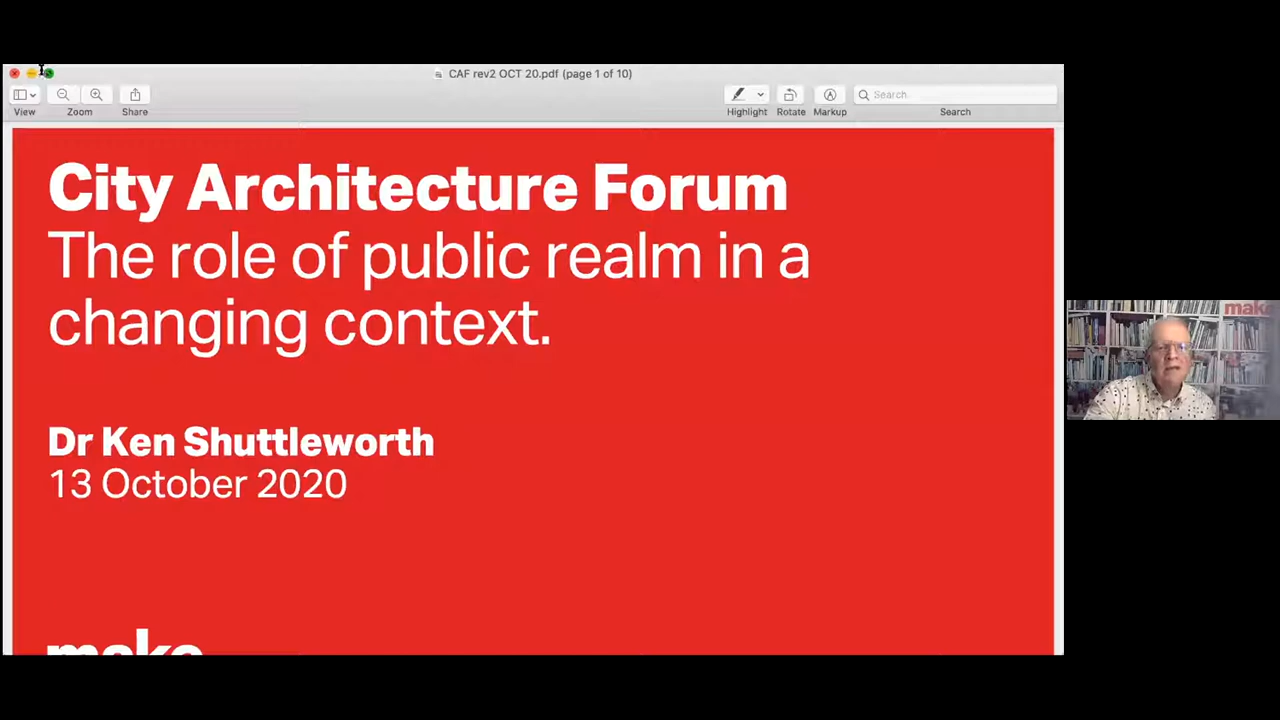 CAF rev2 OCT 20.pdf (page 1 of 10)
View
Zoom
Share
Highlight
Rotate
Markup
Search
Search
City Architecture Forum
The role of public realm in a
changing context.
Dr Ken Shuttleworth
13 October 2020
make
make